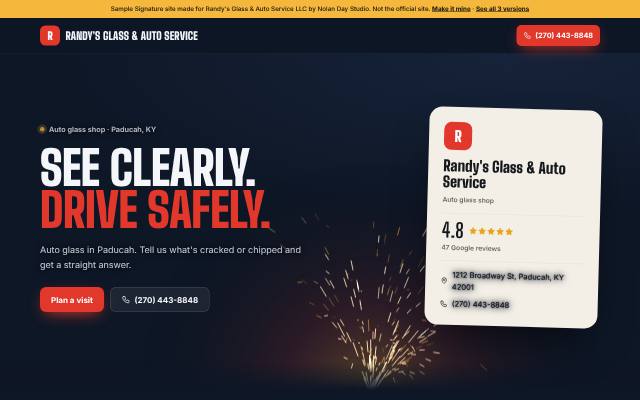 Sample Signature site made for Randy's Glass & Auto Service LLC by Nolan Day Studio. Not the official site. Make it mine · See all 3 versions
R RANDY'S GLASS & AUTO SERVICE
(270) 443-8848
Auto glass shop · Paducah, KY
SEE CLEARLY.
DRIVE SAFELY.
Auto glass in Paducah. Tell us what's cracked or chipped and
get a straight answer.
Plan a visit
(270) 443-8848
R
Randy's Glass & Auto
Service
Auto glass shop
4.8 ★★★★★
47 Google reviews
1212 Broadway St, Paducah, KY
42001
(270) 443-8848